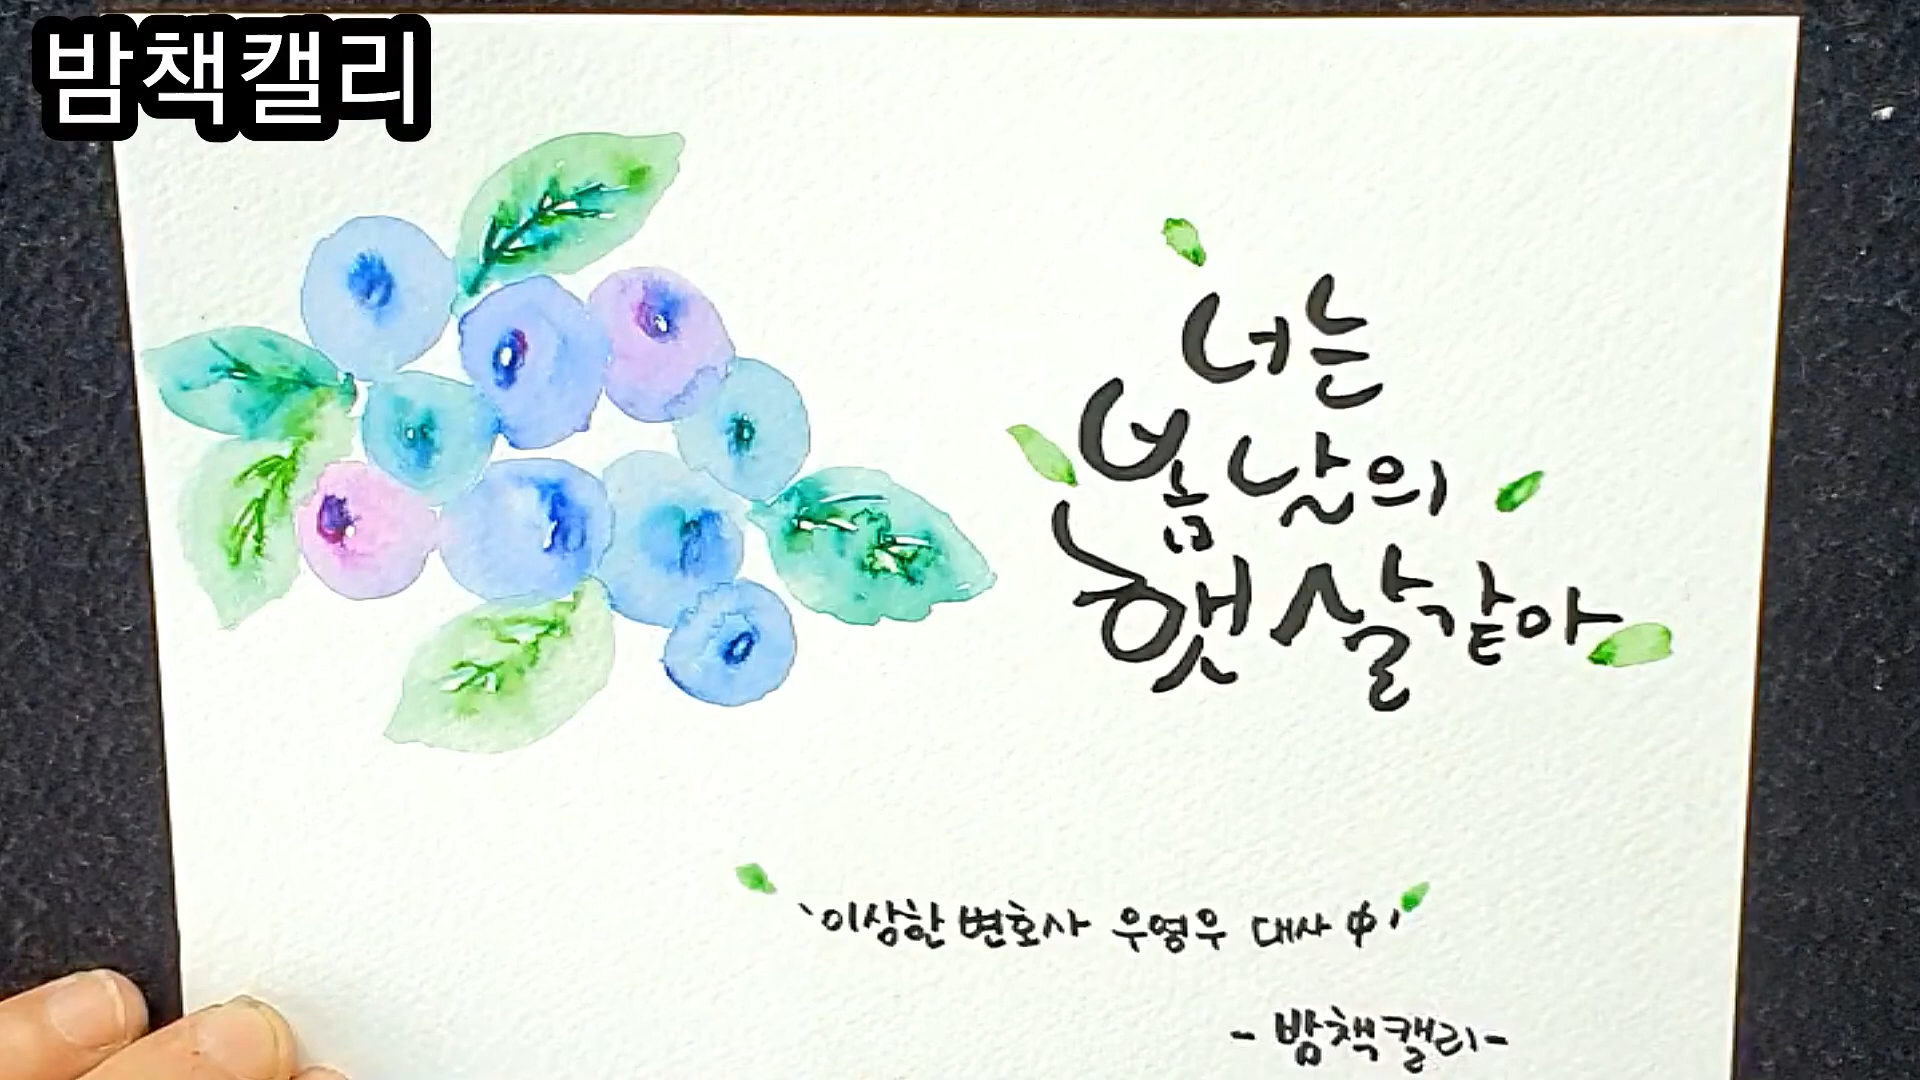 밤책캘리
너는
봄날의
햇살같아
'이상한 변호사 우영우 대사 中'
- 밤책캘리 -